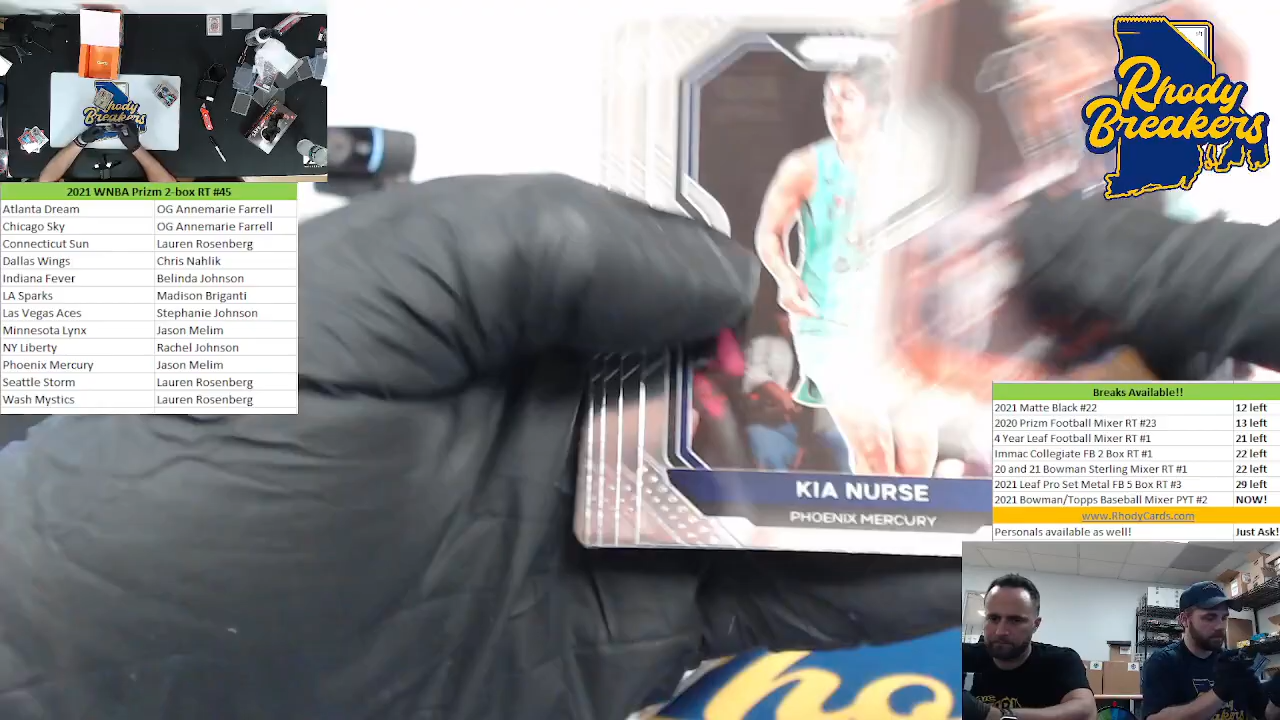 Rhody
Breakers
2021 WNBA Prizm 2-box RT #45
Atlanta Dream OG Annemarie Farrell
Chicago Sky OG Annemarie Farrell
Connecticut Sun Lauren Rosenberg
Dallas Wings Chris Nahlik
Indiana Fever Belinda Johnson
LA Sparks Madison Briganti
Las Vegas Aces Stephanie Johnson
Minnesota Lynx Jason Melim
NY Liberty Rachel Johnson
Phoenix Mercury Jason Melim
Seattle Storm Lauren Rosenberg
Wash Mystics Lauren Rosenberg
KIA NURSE
PHOENIX MERCURY
Breaks Available!!
2021 Matte Black #22 12 left
2020 Prizm Football Mixer RT #23 13 left
4 Year Leaf Football Mixer RT #1 21 left
Immac Collegiate FB 2 Box RT #1 22 left
20 and 21 Bowman Sterling Mixer RT #1 22 left
2021 Leaf Pro Set Metal FB 5 Box RT #3 29 left
2021 Bowman/Topps Baseball Mixer PYT #2 NOW!
www.RhodyCards.com
Personals available as well! Just Ask!
Rhody
Breakers
ho